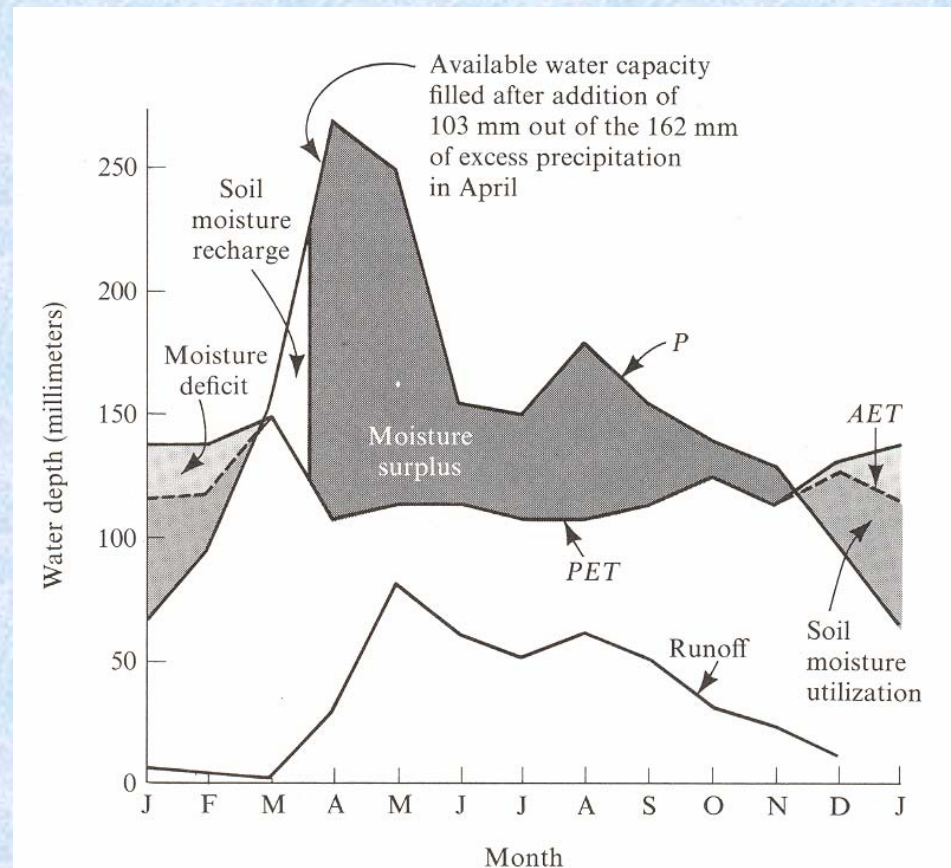 Available water capacity
filled after addition of
103 mm out of the 162 mm
of excess precipitation
in April
Soil
moisture
recharge
Moisture
deficit
P
AET
Moisture
surplus
PET
Soil
moisture
utilization
Runoff
Water depth (millimeters)
250
200
150
100
50
0
J F M A M J J A S O N D J
Month